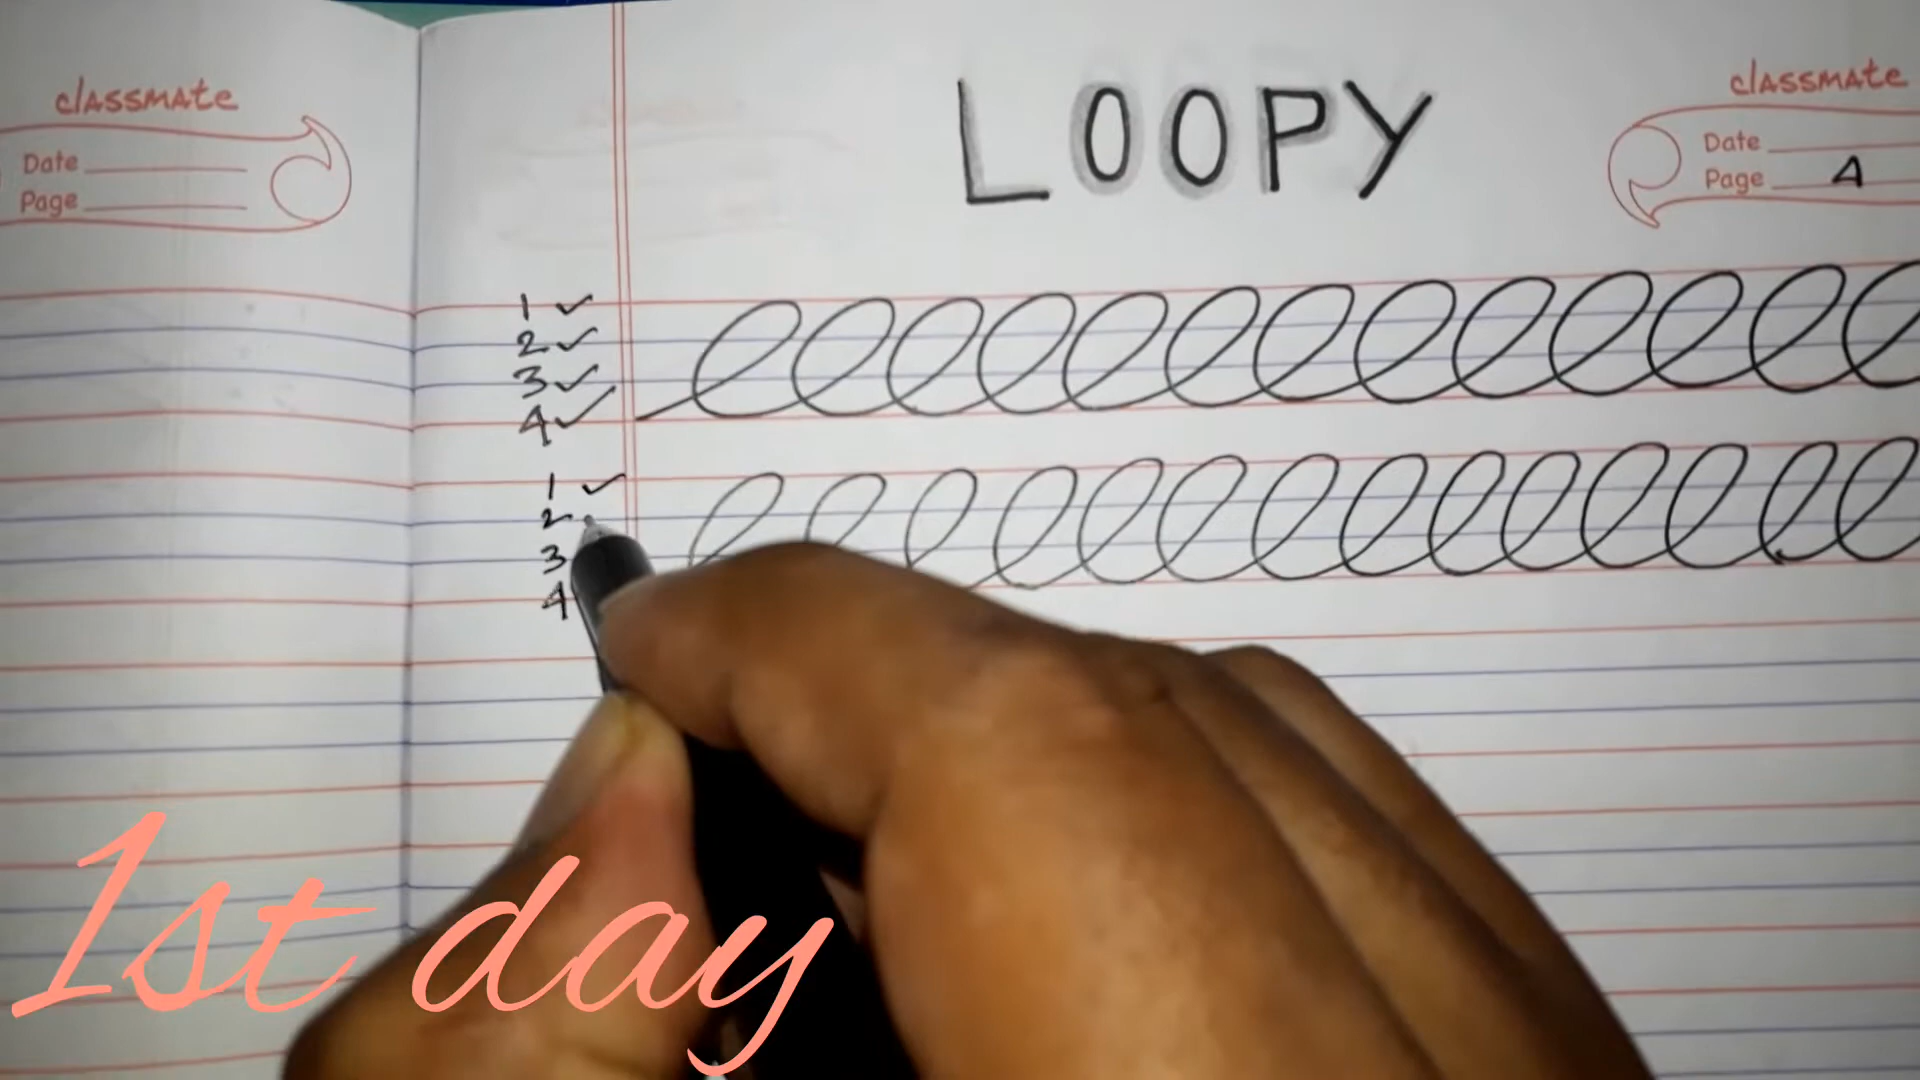 classmate
Date
Page
LOOPY
classmate
Date
Page 4
1 ✓
2 ✓
3 ✓
4 ✓
1 ✓
2
3
4
1st day